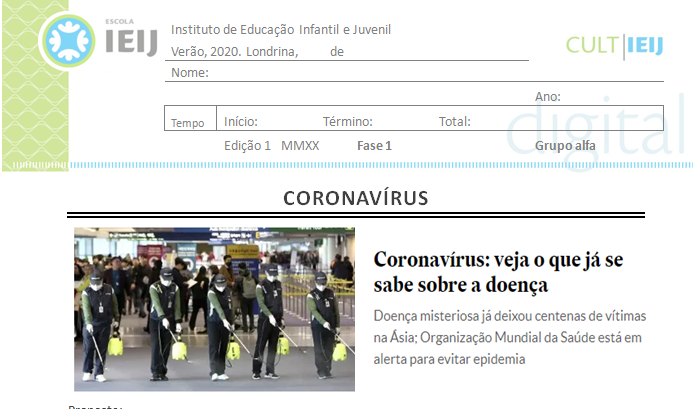 ESCOLA
IEIJ
Instituto de Educação Infantil e Juvenil
Verão, 2020. Londrina, de
CULT|IEIJ
Nome:
Ano:
Tempo Início: Término: Total:
digital
Edição 1 MMXX Fase 1 Grupo alfa
CORONAVÍRUS
Coronavírus: veja o que já se
sabe sobre a doença
Doença misteriosa já deixou centenas de vítimas
na Ásia; Organização Mundial da Saúde está em
alerta para evitar epidemia